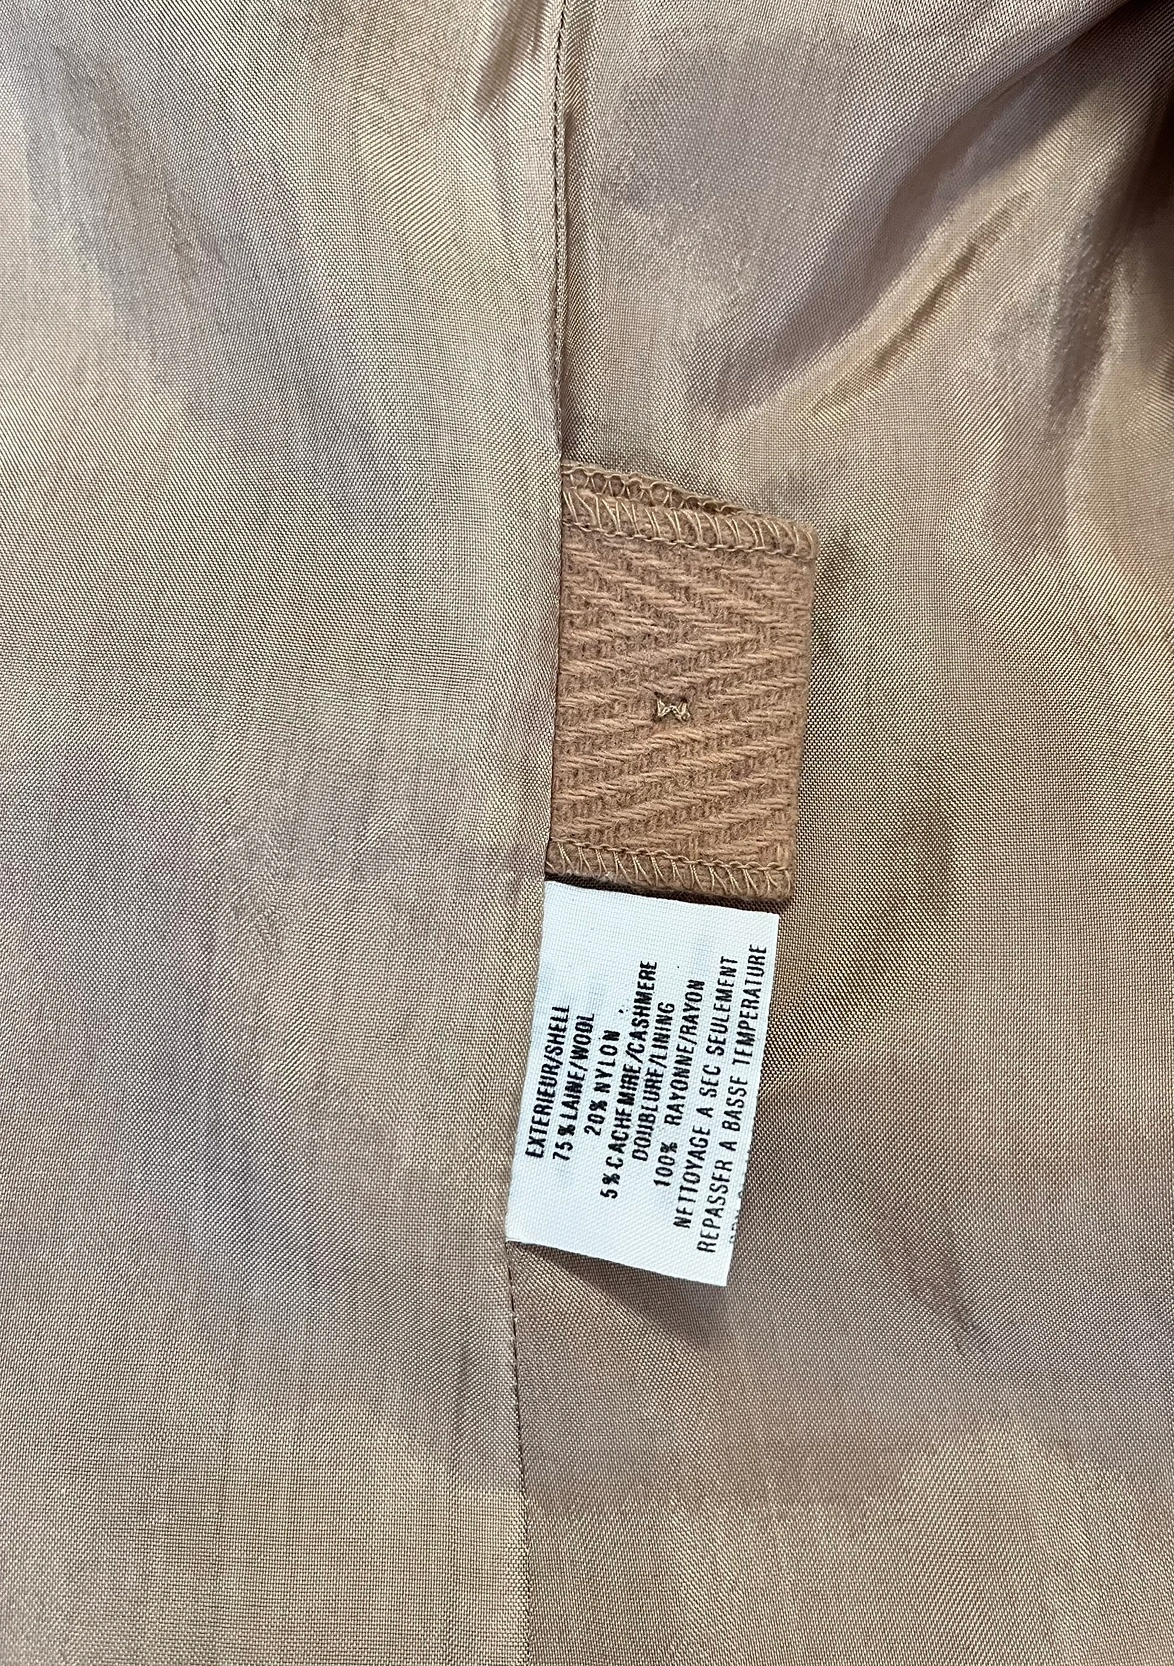 EXTERIEUR/SHELL
75% LAINE/WOOL
20% NYLON
5% CACHEMIRE/CASHMERE
DOUBLURE/LINING
100% RAYONNE/RAYON
NETTOYAGE A SEC SEULEMENT
REPASSER A BASSE TEMPERATURE